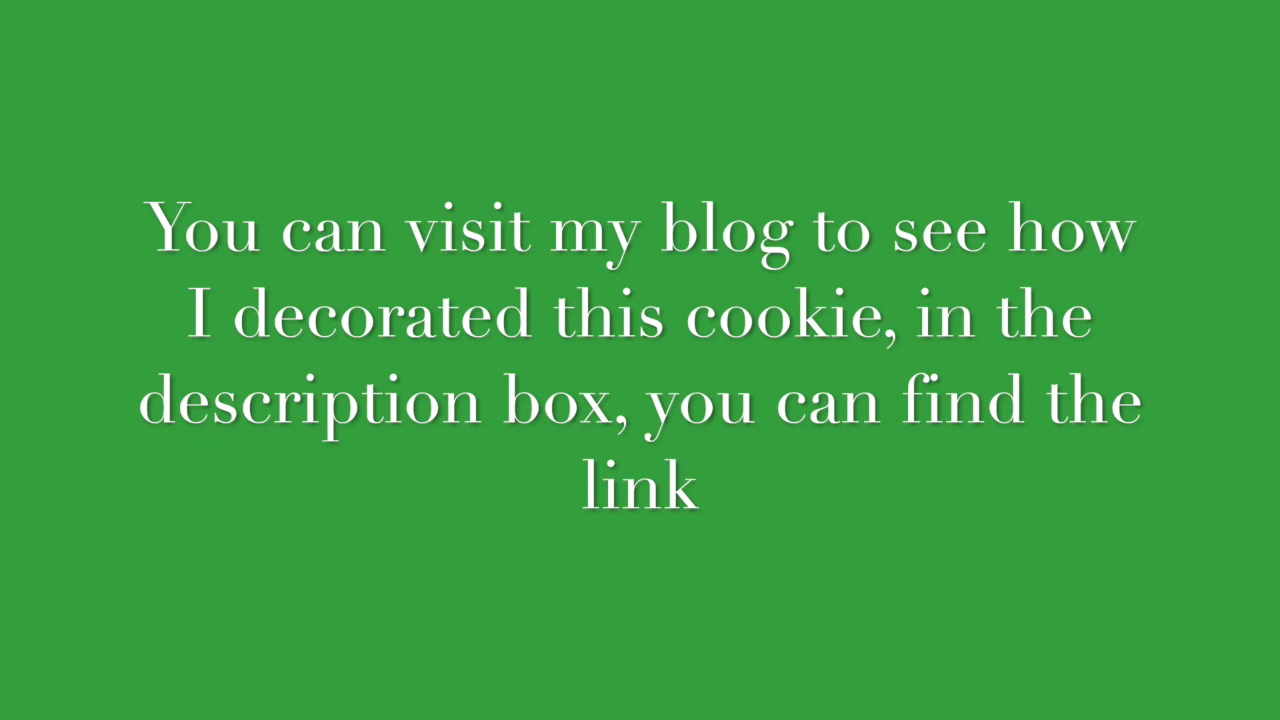 You can visit my blog to see how
I decorated this cookie, in the
description box, you can find the
link